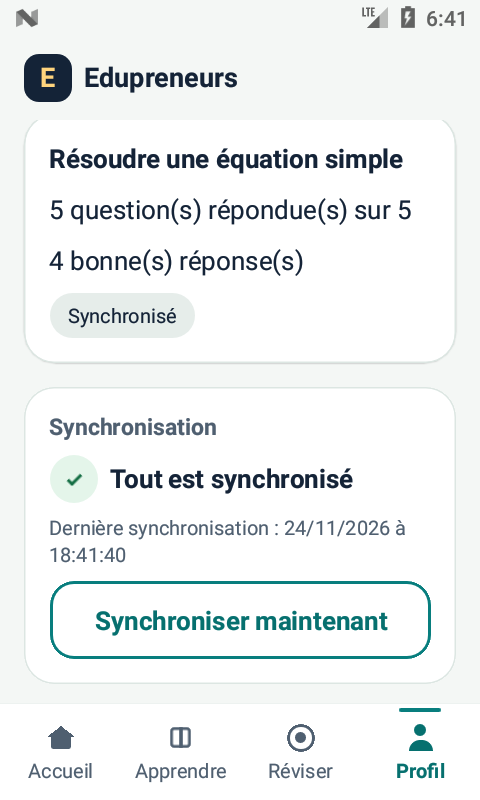 LTE 6:41
E Edupreneurs
Résoudre une équation simple
5 question(s) répondue(s) sur 5
4 bonne(s) réponse(s)
Synchronisé
Synchronisation
Tout est synchronisé
Dernière synchronisation : 24/11/2026 à
18:41:40
Synchroniser maintenant
Accueil Apprendre Réviser Profil